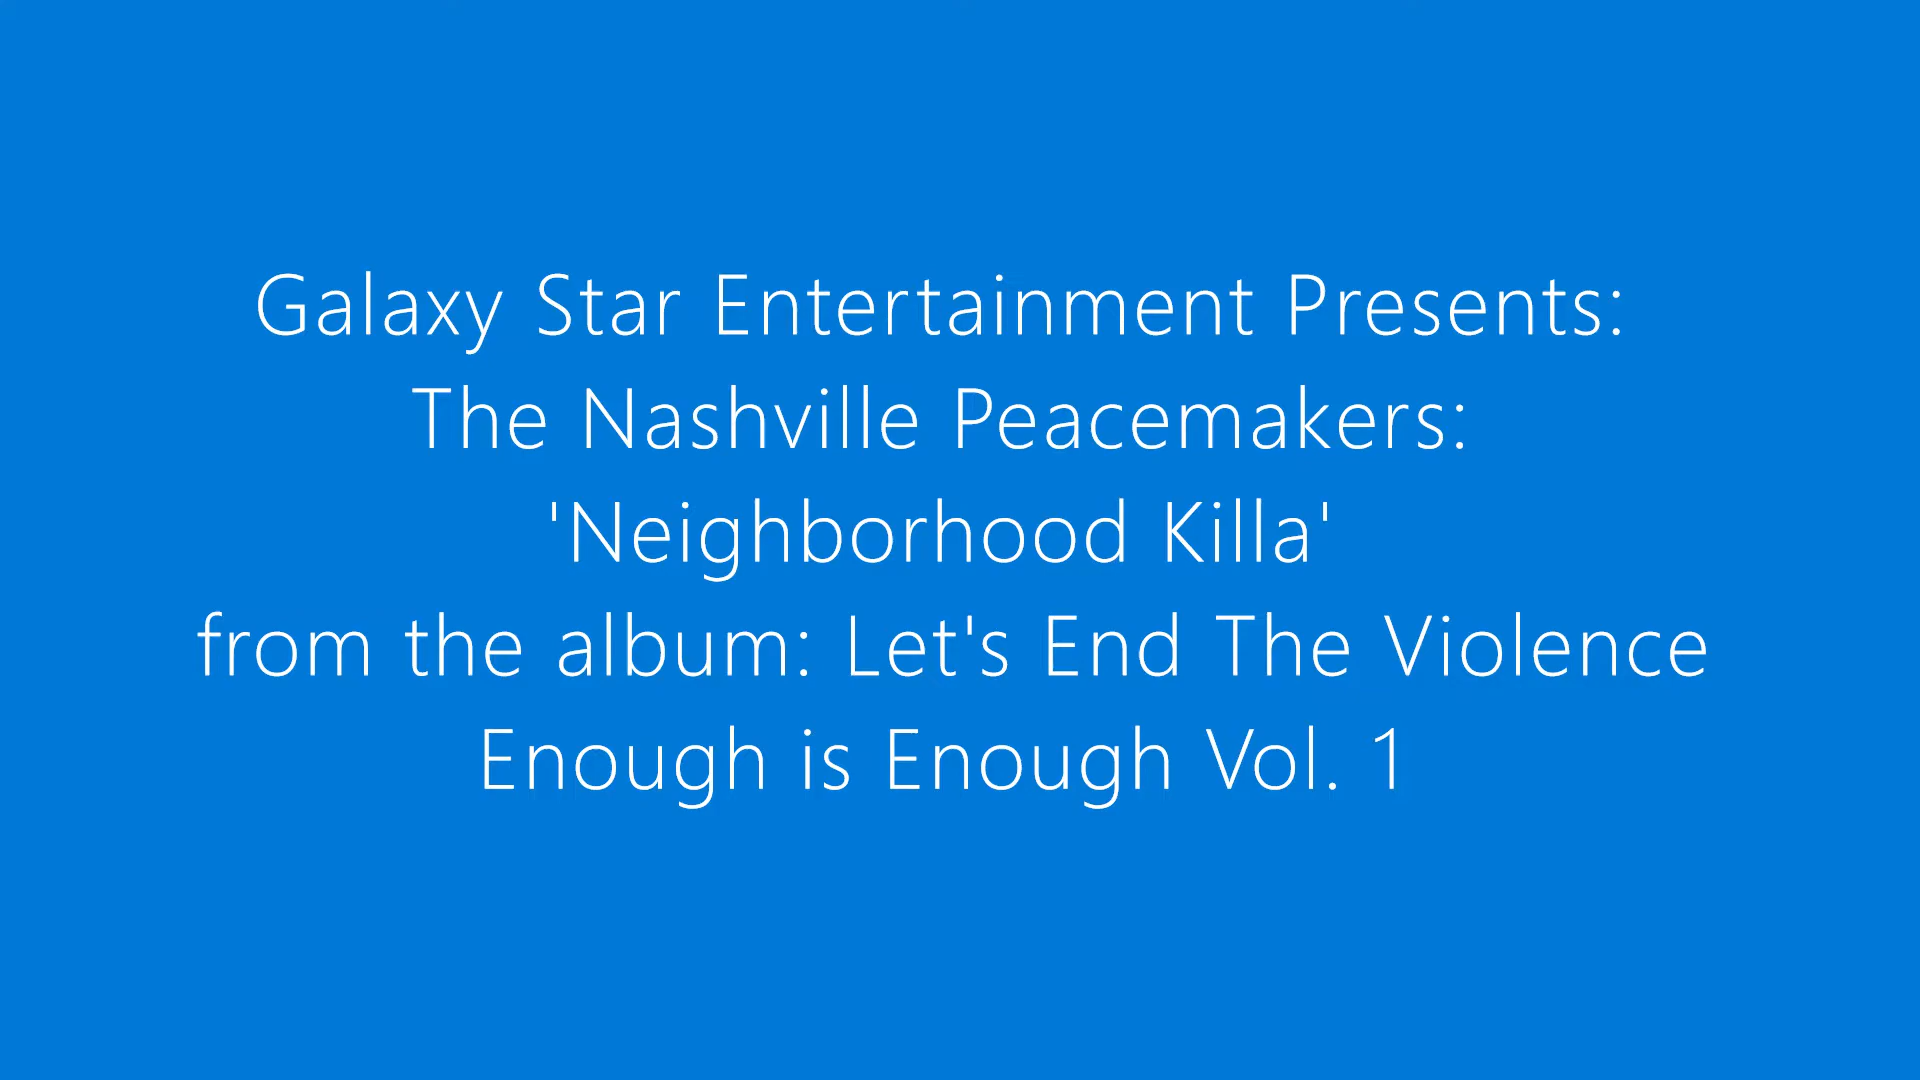 Galaxy Star Entertainment Presents:
The Nashville Peacemakers:
'Neighborhood Killa'
from the album: Let's End The Violence
Enough is Enough Vol. 1